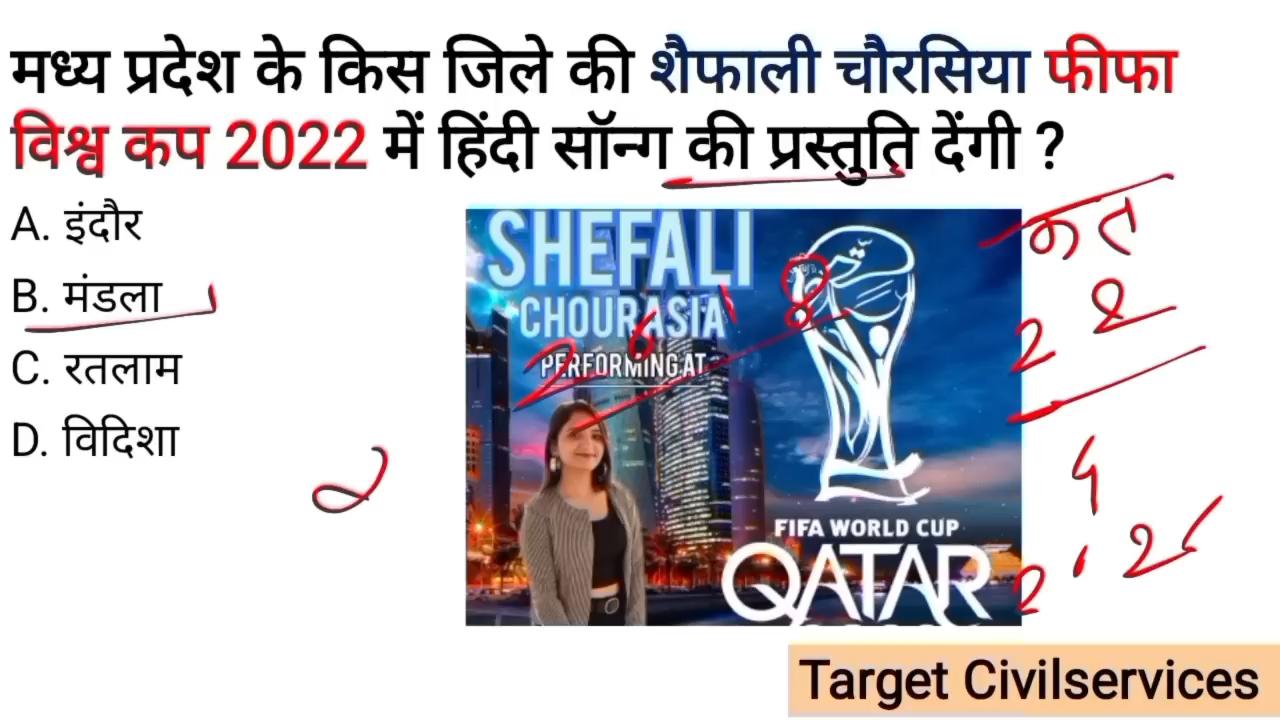 मध्य प्रदेश के किस जिले की शैफाली चौरसिया फीफा
विश्व कप 2022 में हिंदी सॉन्ग की प्रस्तुति देंगी ?
A. इंदौर
B. मंडला
C. रतलाम
D. विदिशा
SHEFALI
CHOURASIA
PERFORMING AT
FIFA WORLD CUP
QATAR
Target Civilservices